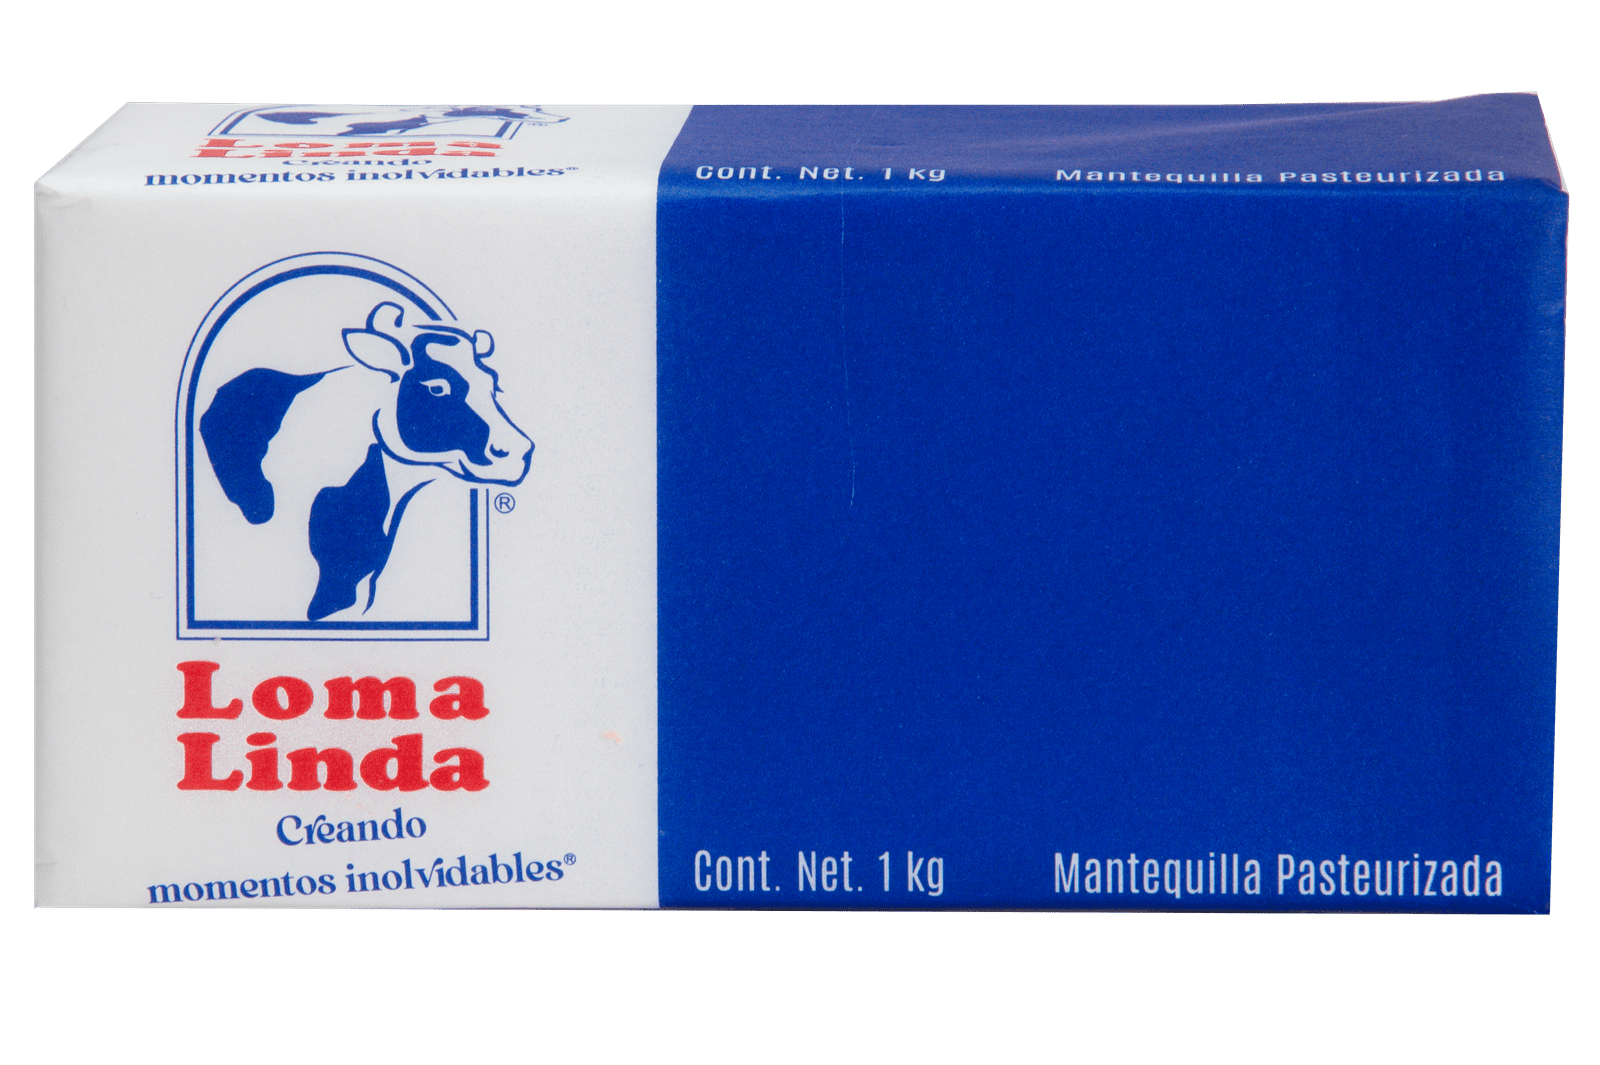 Loma
Linda
Creando
momentos inolvidables®
Cont. Net. 1 kg
Mantequilla Pasteurizada
®
Loma
Linda
Creando
momentos inolvidables®
Cont. Net. 1 kg
Mantequilla Pasteurizada